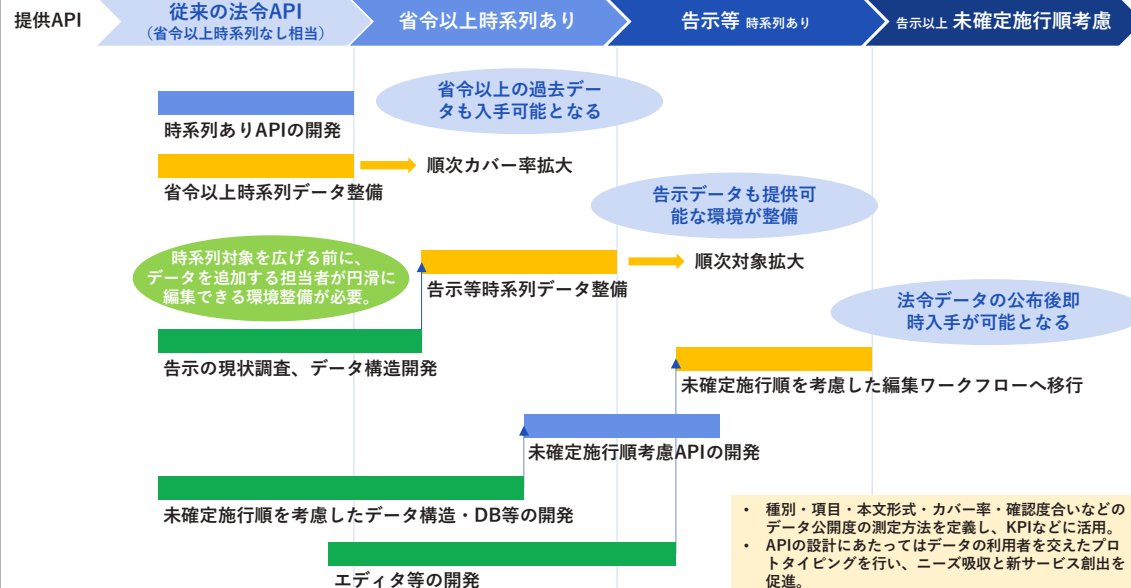 提供API
従来の法令API
(省令以上時系列なし相当)
省令以上時系列あり
告示等 時系列あり
告示以上 未確定施行順考慮
省令以上の過去デー
タも入手可能となる
時系列ありAPIの開発
順次カバー率拡大
省令以上時系列データ整備
告示データも提供可
能な環境が整備
時系列対象を広げる前に、
データを追加する担当者が円滑に
編集できる環境整備が必要。
順次対象拡大
告示等時系列データ整備
法令データの公布後即
時入手が可能となる
告示の現状調査、データ構造開発
未確定施行順を考慮した編集ワークフローへ移行
未確定施行順考慮APIの開発
未確定施行順を考慮したデータ構造・DB等の開発
エディタ等の開発
• 種別・項目・本文形式・カバー率・確認度合いなどの
データ公開度の測定方法を定義し、KPIなどに活用。
• APIの設計にあたってはデータの利用者を交えたプロ
トタイピングを行い、ニーズ吸収と新サービス創出を
促進。